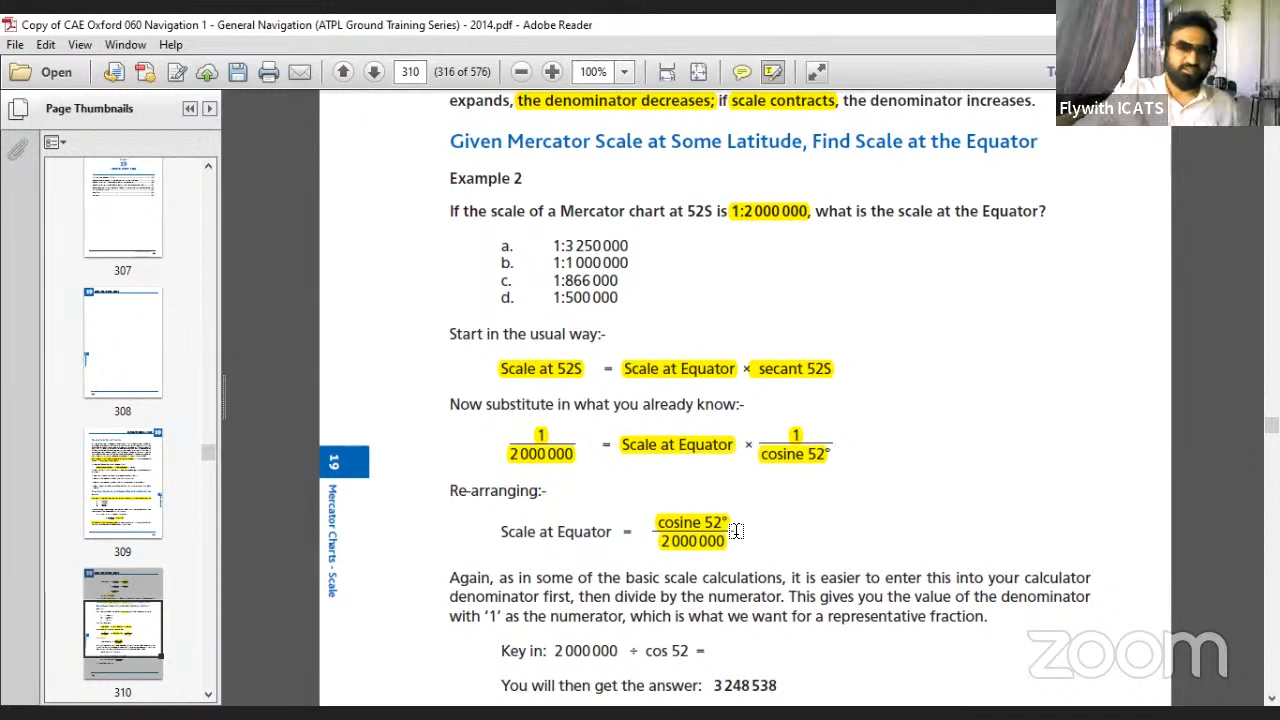 Copy of CAE Oxford 060 Navigation 1 - General Navigation (ATPL Ground Training Series) - 2014.pdf - Adobe Reader
File Edit View Window Help
Open 310 (316 of 576) 100%
Page Thumbnails
Flywith ICATS
307
308
309
310
expands, the denominator decreases; if scale contracts, the denominator increases.
Given Mercator Scale at Some Latitude, Find Scale at the Equator
Example 2
If the scale of a Mercator chart at 52S is 1:2 000 000, what is the scale at the Equator?
a. 1:3 250 000
b. 1:1 000 000
c. 1:866 000
d. 1:500 000
Start in the usual way:-
Scale at 52S = Scale at Equator × secant 52S
Now substitute in what you already know:-
1 1
= Scale at Equator ×
2 000 000 cosine 52°
19
Mercator Charts - Scale
Re-arranging:-
cosine 52°
Scale at Equator =
2 000 000
Again, as in some of the basic scale calculations, it is easier to enter this into your calculator
denominator first, then divide by the numerator. This gives you the value of the denominator
with ‘1’ as the numerator, which is what we want for a representative fraction.
Key in: 2 000 000 ÷ cos 52 =
You will then get the answer: 3 248 538
zoom